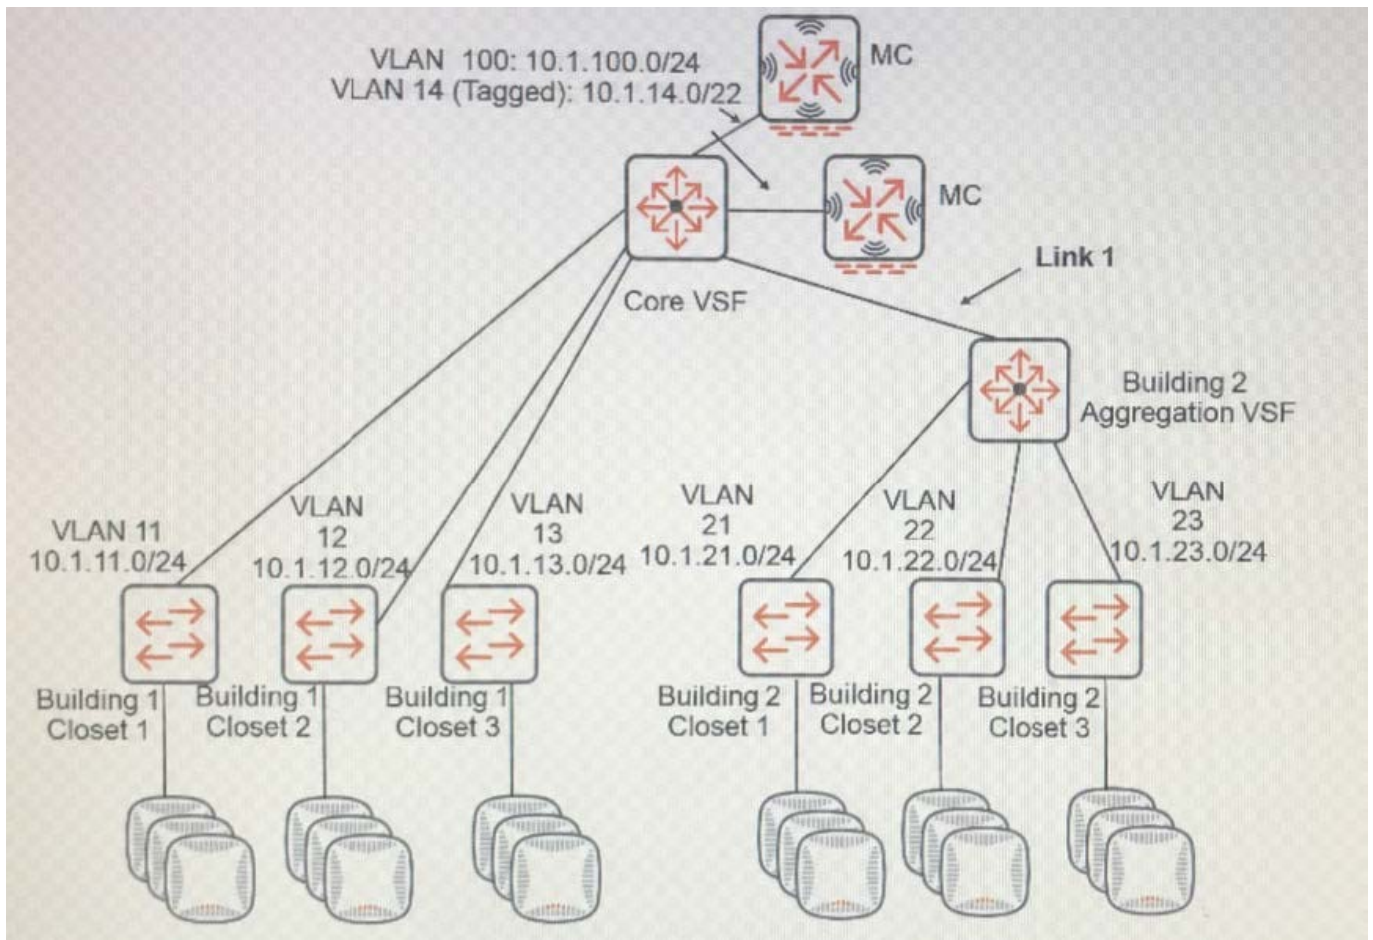 VLAN 100: 10.1.100.0/24
VLAN 14 (Tagged): 10.1.14.0/22
MC
MC
Link 1
Core VSF
Building 2
Aggregation VSF
VLAN 11
10.1.11.0/24
VLAN
12
10.1.12.0/24
VLAN
13
10.1.13.0/24
VLAN
21
10.1.21.0/24
VLAN
22
10.1.22.0/24
VLAN
23
10.1.23.0/24
Building 1
Closet 1
Building 1
Closet 2
Building 1
Closet 3
Building 2
Closet 1
Building 2
Closet 2
Building 2
Closet 3